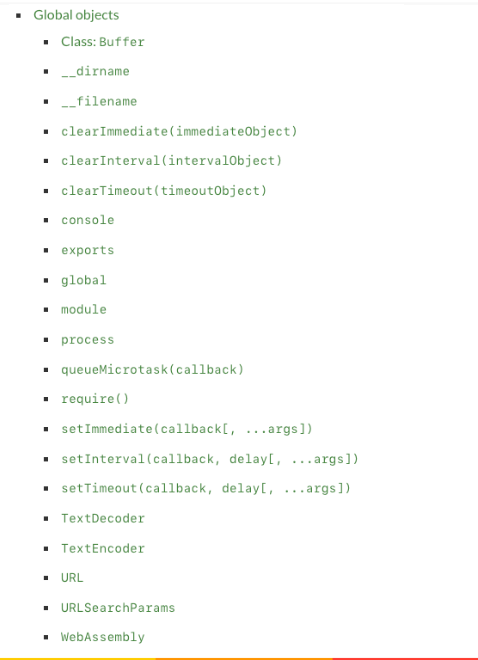 Global objects
Class: Buffer
__dirname
__filename
clearImmediate(immediateObject)
clearInterval(intervalObject)
clearTimeout(timeoutObject)
console
exports
global
module
process
queueMicrotask(callback)
require()
setImmediate(callback[, ...args])
setInterval(callback, delay[, ...args])
setTimeout(callback, delay[, ...args])
TextDecoder
TextEncoder
URL
URLSearchParams
WebAssembly